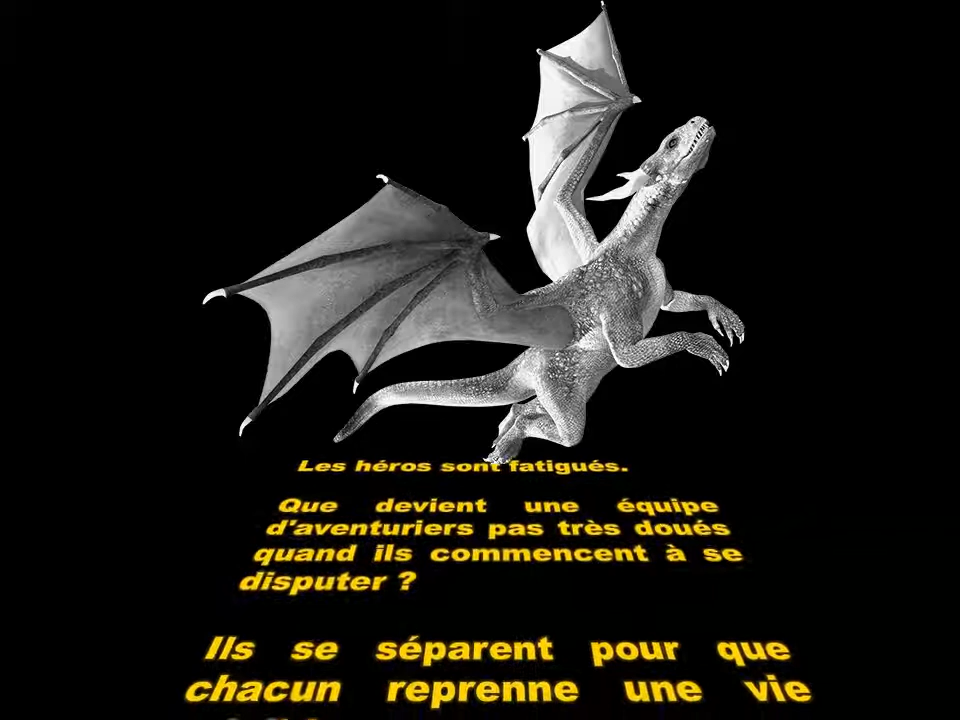 Les héros sont fatigués.
Que devient une équipe
d'aventuriers pas très doués
quand ils commencent à se
disputer ?
Ils se séparent pour que
chacun reprenne une vie